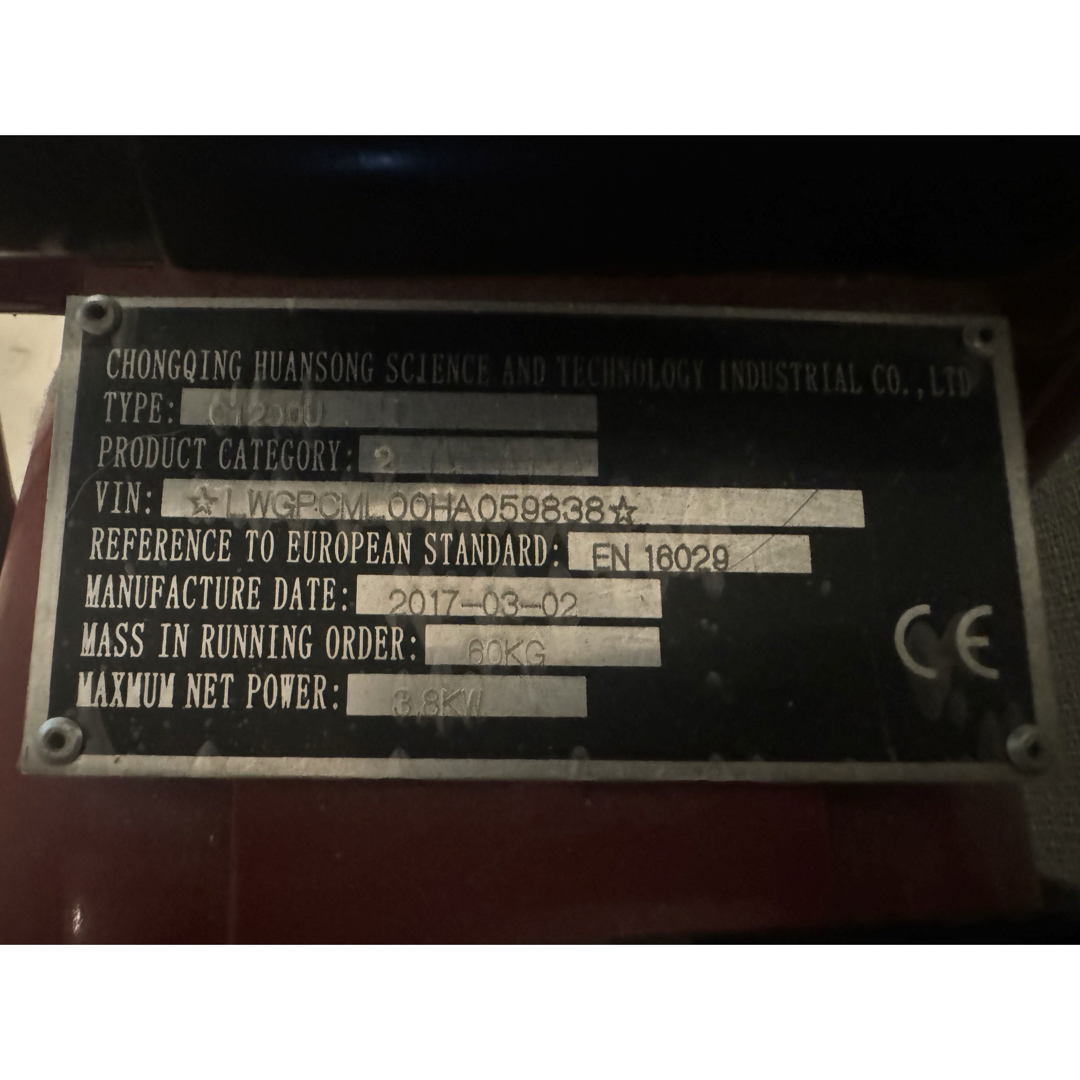 CHONGQING HUANSONG SCIENCE AND TECHNOLOGY INDUSTRIAL CO.,LTD
TYPE:
PRODUCT CATEGORY: 2
VIN: ☆LWGPCML00HA059838☆
REFERENCE TO EUROPEAN STANDARD: EN 16029
MANUFACTURE DATE: 2017-03-02
MASS IN RUNNING ORDER: 60KG
MAXMUM NET POWER: 3.8KW
CE